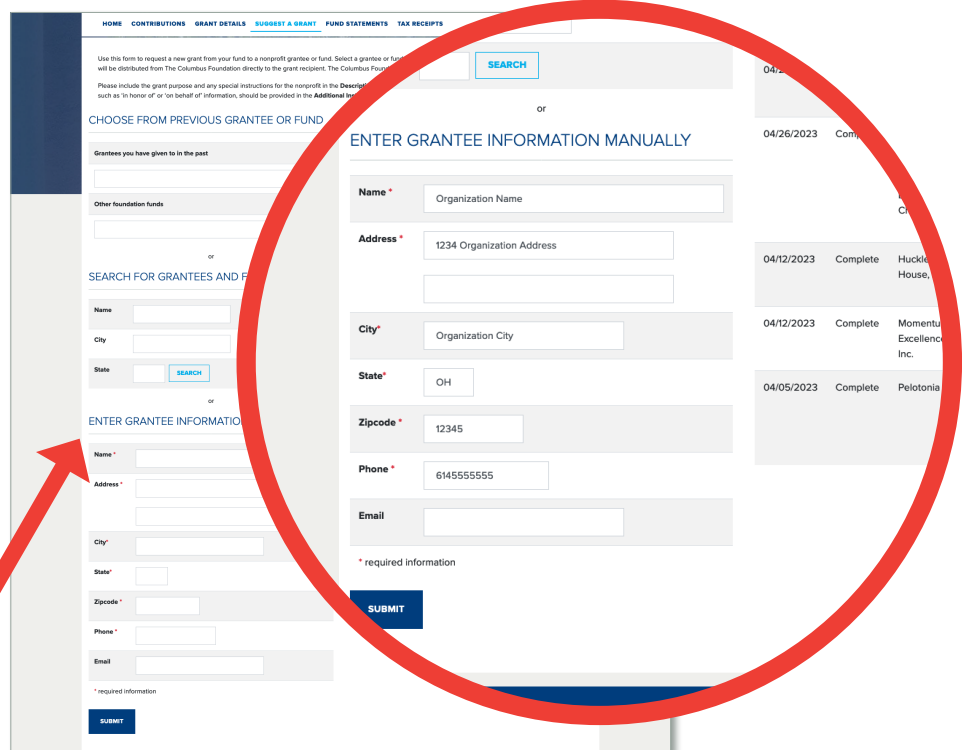 HOME CONTRIBUTIONS GRANT DETAILS SUGGEST A GRANT FUND STATEMENTS TAX RECEIPTS
Use this form to request a new grant from your fund to a nonprofit grantee or fund. Select a grantee or fund
will be distributed from The Columbus Foundation directly to the grant recipient. The Columbus
Please include the grant purpose and any special instructions for the nonprofit in the
such as 'in honor of' or 'on behalf of' information, should be provided in the Additional
CHOOSE FROM PREVIOUS GRANTEE OR FUND
Grantees you have given to in the past
Other foundation funds
or
SEARCH FOR GRANTEES AND F
Name
City
State SEARCH
or
ENTER GRANTEE
Name *
Address *
City*
State*
Zipcode *
Phone *
Email
* required information
SUBMIT
SEARCH
or
ENTER GRANTEE INFORMATION MANUALLY
Name * Organization Name
Address * 1234 Organization Address
City* Organization City
State* OH
Zipcode * 12345
Phone * 6145555555
Email
* required information
SUBMIT
04/26/2023
04/12/2023 Complete
House,
04/12/2023 Complete
Excellence
Inc.
04/05/2023 Complete Pelotonia